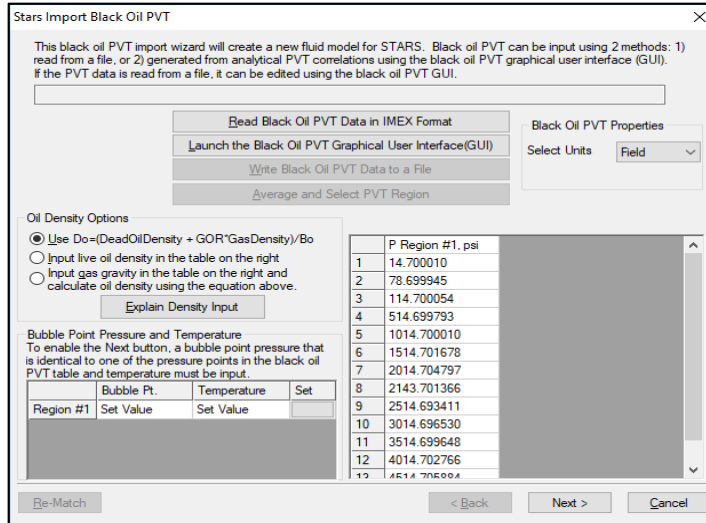 Stars Import Black Oil PVT
This black oil PVT import wizard will create a new fluid model for STARS. Black oil PVT can be input using 2 methods: 1)
read from a file, or 2) generated from analytical PVT correlations using the black oil PVT graphical user interface (GUI).
If the PVT data is read from a file, it can be edited using the black oil PVT GUI.
Read Black Oil PVT Data in IMEX Format
Launch the Black Oil PVT Graphical User Interface(GUI)
Write Black Oil PVT Data to a File
Average and Select PVT Region
Black Oil PVT Properties
Select Units Field
Oil Density Options
Use Do=(DeadOilDensity + GOR*GasDensity)/Bo
Input live oil density in the table on the right
Input gas gravity in the table on the right and
calculate oil density using the equation above.
Explain Density Input
Bubble Point Pressure and Temperature
To enable the Next button, a bubble point pressure that
is identical to one of the pressure points in the black oil
PVT table and temperature must be input.
Bubble Pt. Temperature Set
Region #1 Set Value Set Value
P Region #1, psi
1 14.700010
2 78.699945
3 114.700054
4 514.699793
5 1014.700010
6 1514.701678
7 2014.704797
8 2143.701366
9 2514.693411
10 3014.696530
11 3514.699648
12 4014.702766
13 4514.705884
Re-Match
< Back
Next >
Cancel